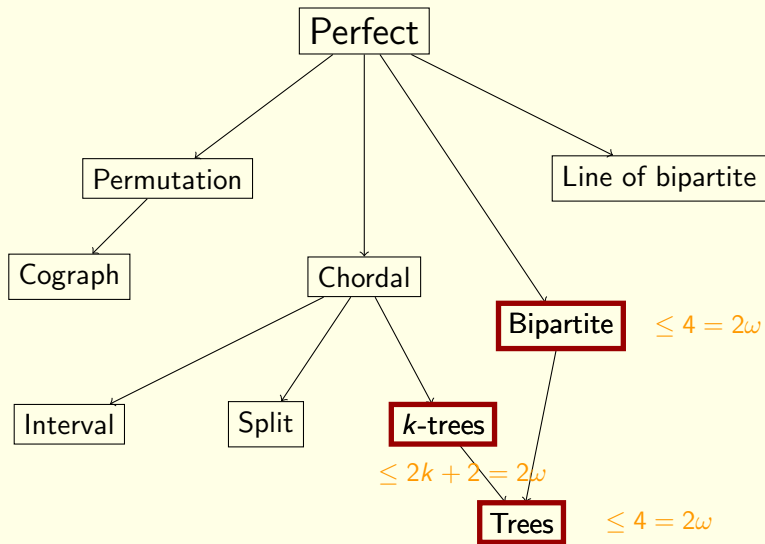 Perfect
Permutation
Line of bipartite
Cograph
Chordal
Bipartite
≤ 4 = 2ω
Interval
Split
k-trees
≤ 2k + 2 = 2ω
Trees
≤ 4 = 2ω